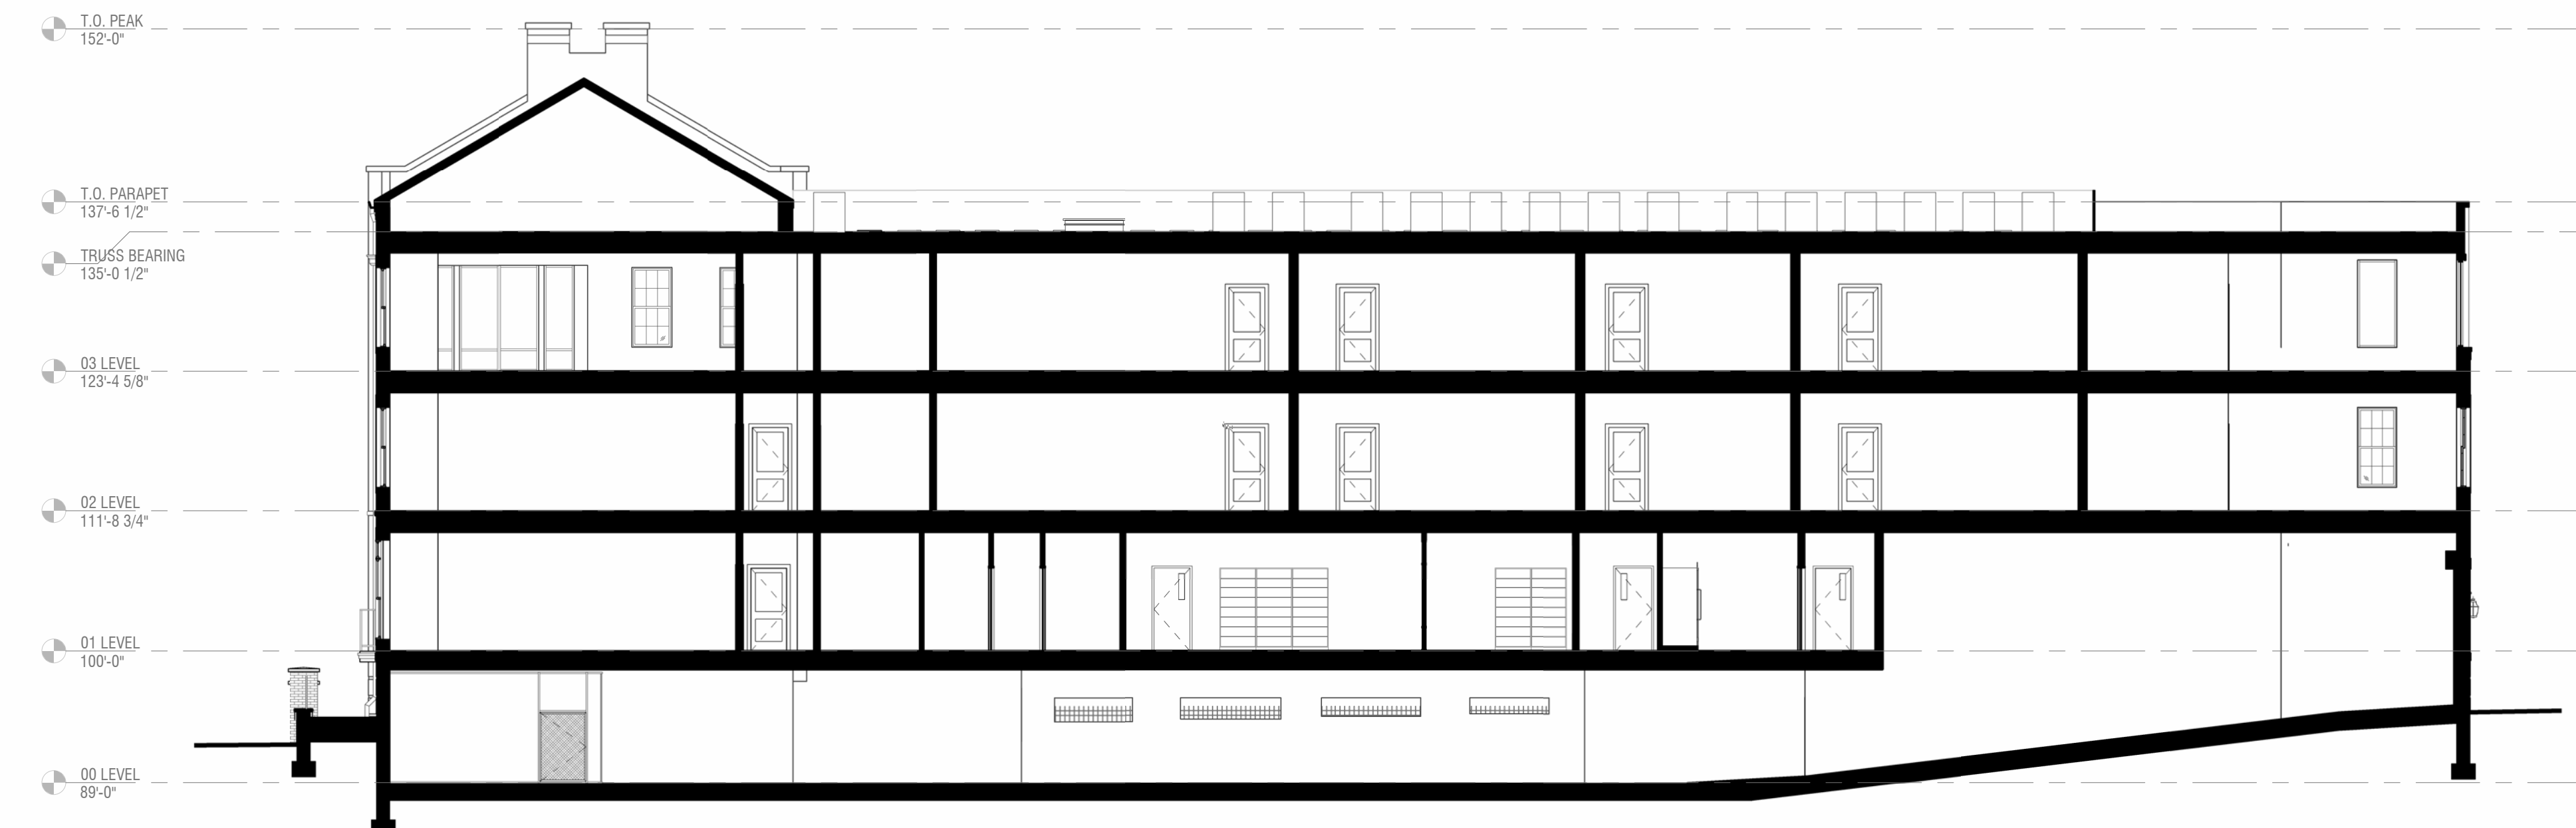 T.O. PEAK
152'-0"
T.O. PARAPET
137'-6 1/2"
TRUSS BEARING
135'-0 1/2"
03 LEVEL
123'-4 5/8"
02 LEVEL
111'-8 3/4"
01 LEVEL
100'-0"
00 LEVEL
89'-0"